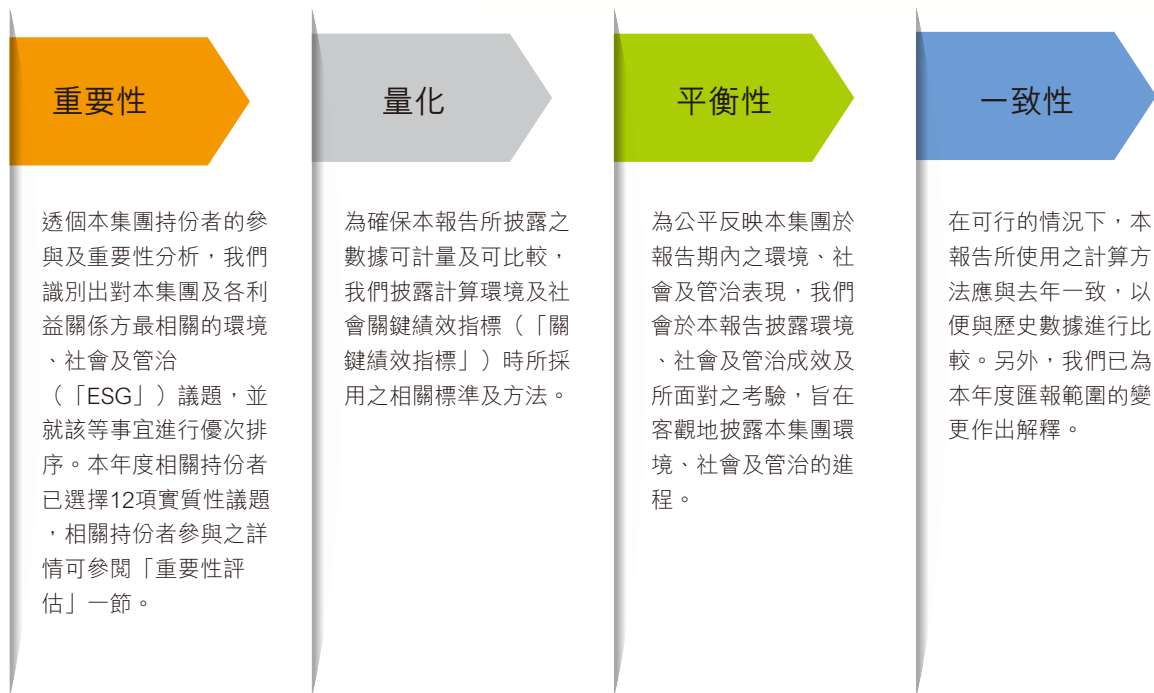 重要性
透個本集團持份者的參
與及重要性分析，我們
識別出對本集團及各利
益關係方最相關的環境
、社會及管治
（「ESG」）議題，並
就該等事宜進行優次排
序。本年度相關持份者
已選擇12項實質性議題
，相關持份者參與之詳
情可參閱「重要性評
估」一節。
量化
為確保本報告所披露之
數據可計量及可比較，
我們披露計算環境及社
會關鍵績效指標（「關
鍵績效指標」）時所採
用之相關標準及方法。
平衡性
為公平反映本集團於
報告期內之環境、社
會及管治表現，我們
會於本報告披露環境
、社會及管治成效及
所面對之考驗，旨在
客觀地披露本集團環
境、社會及管治的進
程。
一致性
在可行的情況下，本
報告所使用之計算方
法應與去年一致，以
便與歷史數據進行比
較。另外，我們已為
本年度匯報範圍的變
更作出解釋。